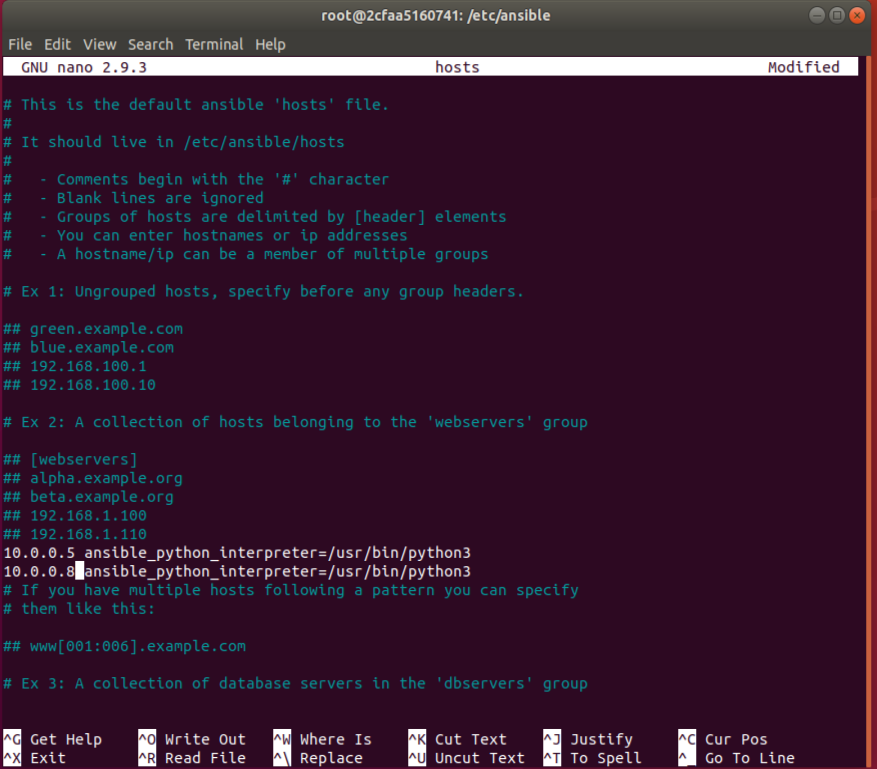 root@2cfaa5160741: /etc/ansible
File Edit View Search Terminal Help
GNU nano 2.9.3 hosts Modified
# This is the default ansible 'hosts' file.
#
# It should live in /etc/ansible/hosts
#
#   - Comments begin with the '#' character
#   - Blank lines are ignored
#   - Groups of hosts are delimited by [header] elements
#   - You can enter hostnames or ip addresses
#   - A hostname/ip can be a member of multiple groups
# Ex 1: Ungrouped hosts, specify before any group headers.
## green.example.com
## blue.example.com
## 192.168.100.1
## 192.168.100.10
# Ex 2: A collection of hosts belonging to the 'webservers' group
## [webservers]
## alpha.example.org
## beta.example.org
## 192.168.1.100
## 192.168.1.110
10.0.0.5 ansible_python_interpreter=/usr/bin/python3
10.0.0.8 ansible_python_interpreter=/usr/bin/python3
# If you have multiple hosts following a pattern you can specify
# them like this:
## www[001:006].example.com
# Ex 3: A collection of database servers in the 'dbservers' group
^G Get Help ^O Write Out ^W Where Is ^K Cut Text ^J Justify ^C Cur Pos
^X Exit ^R Read File ^\ Replace ^U Uncut Text ^T To Spell ^_ Go To Line